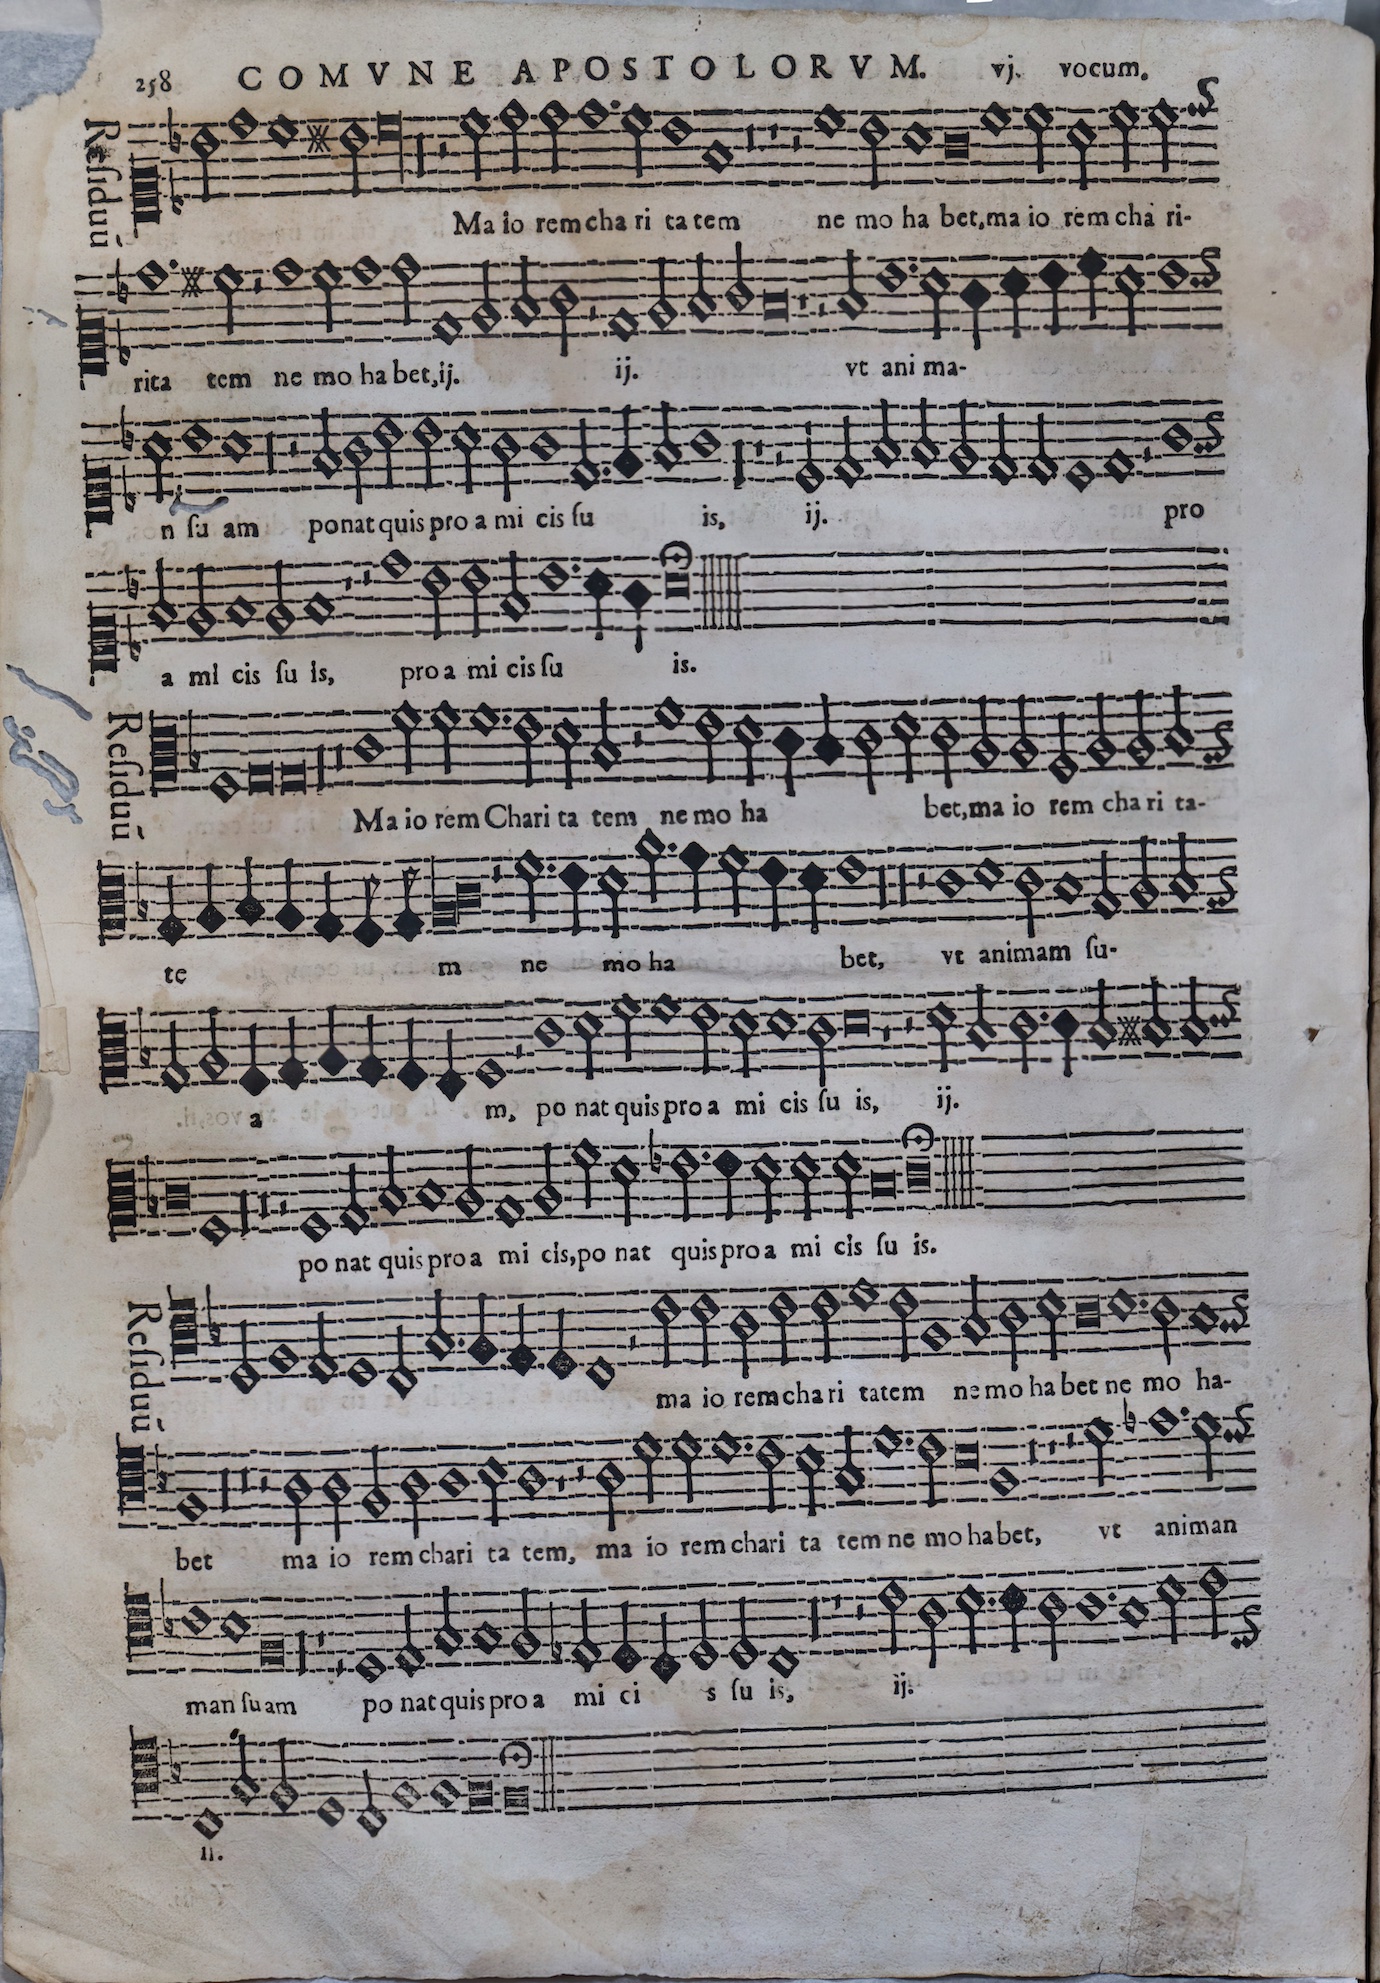 258 COMVNE APOSTOLORVM. vj. vocum.
Reſiduũ
Ma io rem cha ri ta tem ne mo ha bet, ma io rem cha ri-
rita tem ne mo ha bet, ij. ij. vt ani ma-
n ſu am ponat quis pro a mi cis ſu is, ij. pro
a mi cis ſu is, pro a mi cis ſu is.
Reſiduũ
Ma io rem Chari ta tem ne mo ha bet, ma io rem cha ri ta-
te m ne mo ha bet, vt animam ſu-
a m, po nat quis pro a mi cis ſu is, ij.
po nat quis pro a mi cis, po nat quis pro a mi cis ſu is.
Reſiduũ
ma io rem cha ri tatem ne mo ha bet ne mo ha-
bet ma io rem chari ta tem, ma io rem chari ta tem ne mo ha bet, vt animan
man ſuam po nat quis pro a mi ci s ſu is, ij.
ij.